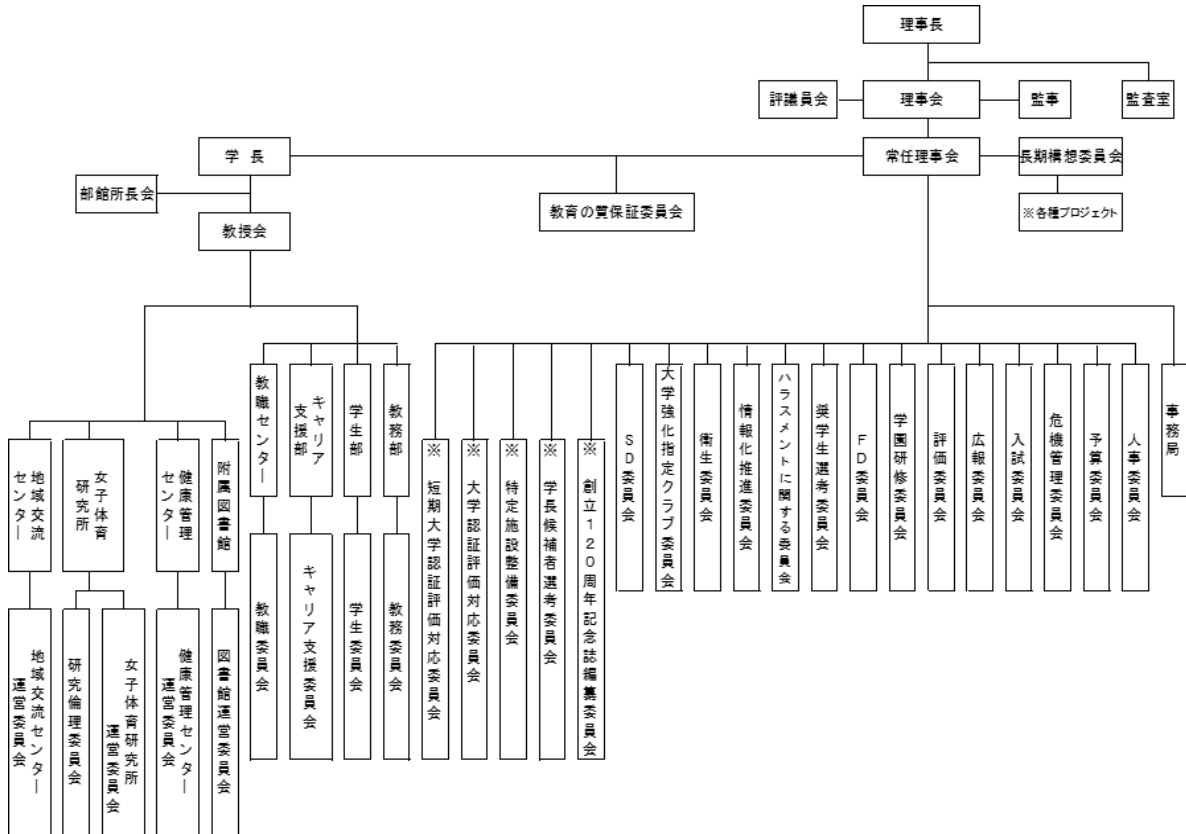 理事長
評議員会
理事会
監事
監査室
学 長
常任理事会
長期構想委員会
部館所長会
教育の質保証委員会
※各種プロジェクト
教授会
教職センター
キャリア
支援部
学生部
教務部
※ 短期大学認証評価対応委員会
※ 大学認証評価対応委員会
※ 特定施設整備委員会
※ 学長候補者選考委員会
※ 創立120周年記念誌編纂委員会
SD委員会
大学強化指定クラブ委員会
衛生委員会
情報化推進委員会
ハラスメントに関する委員会
奨学生選考委員会
FD委員会
学園研修委員会
評価委員会
広報委員会
入試委員会
危機管理委員会
予算委員会
人事委員会
事務局
地域交流
センター
女子体育
研究所
健康管理
センター
附属図書館
教職委員会
キャリア支援委員会
学生委員会
教務委員会
地域交流センター
運営委員会
研究倫理委員会
女子体育研究所
運営委員会
健康管理センター
運営委員会
図書館運営委員会